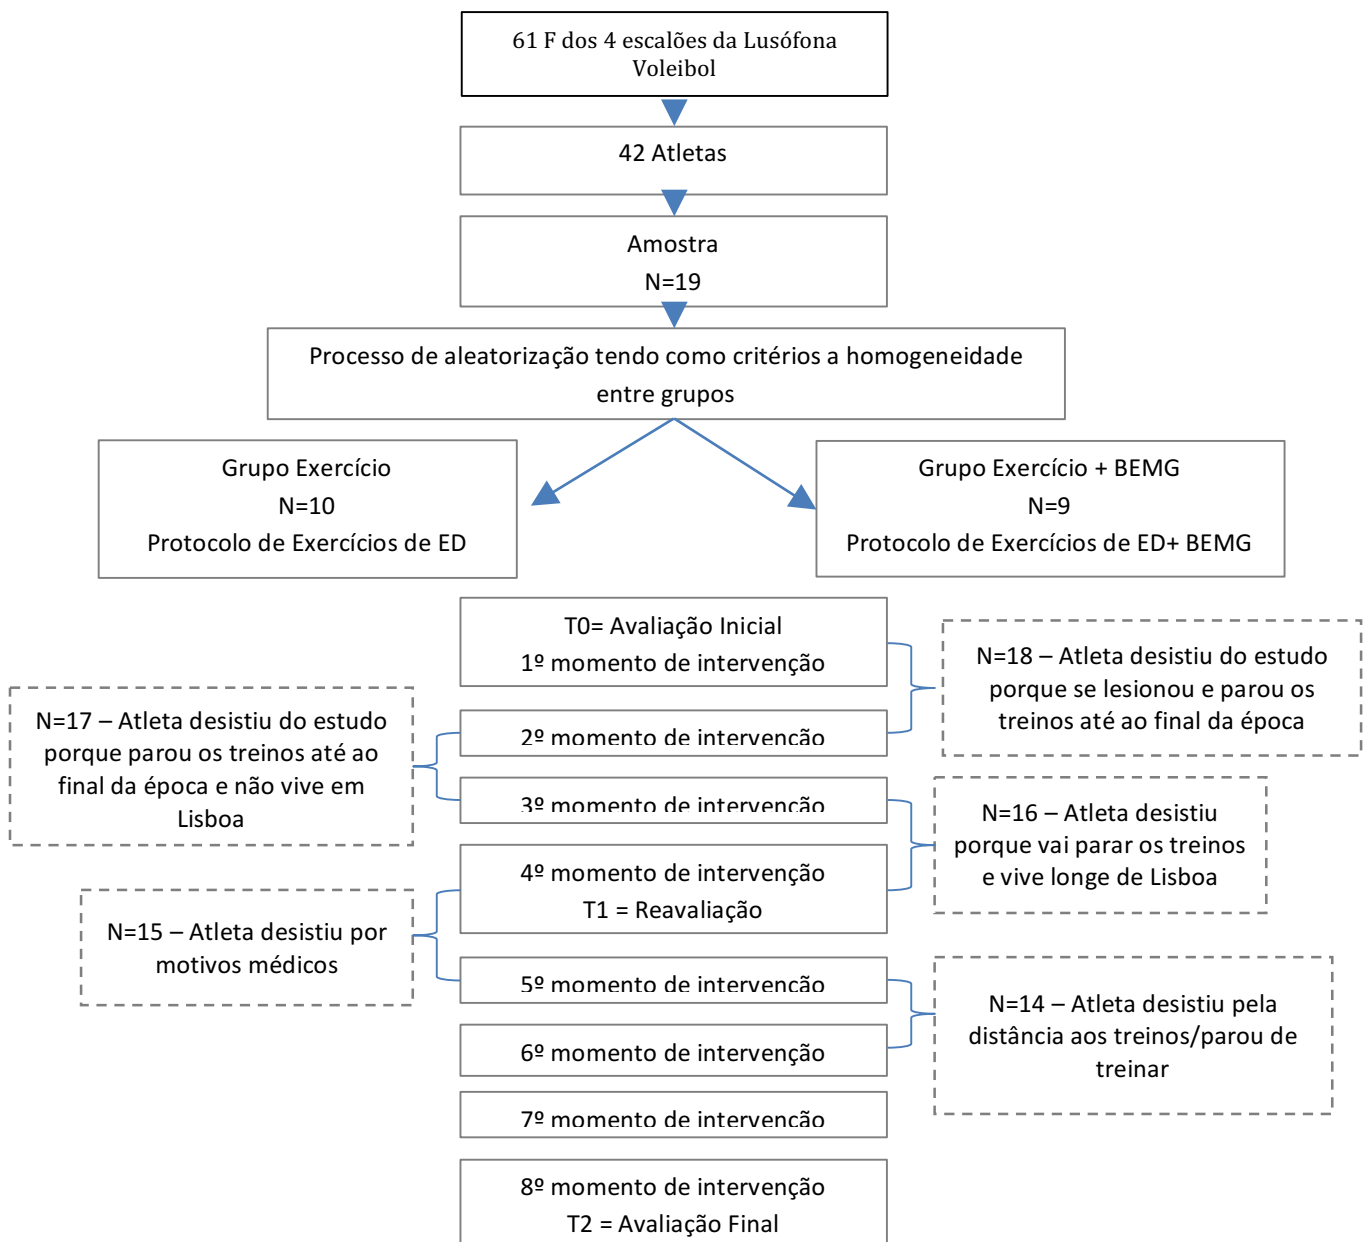 61 F dos 4 escalões da Lusófona
Voleibol
42 Atletas
Amostra
N=19
Processo de aleatorização tendo como critérios a homogeneidade
entre grupos
Grupo Exercício
N=10
Protocolo de Exercícios de ED
Grupo Exercício + BEMG
N=9
Protocolo de Exercícios de ED+ BEMG
T0= Avaliação Inicial
1º momento de intervenção
N=18 – Atleta desistiu do estudo
porque se lesionou e parou os
treinos até ao final da época
N=17 – Atleta desistiu do estudo
porque parou os treinos até ao
final da época e não vive em
Lisboa
2º momento de intervenção
3º momento de intervenção
N=16 – Atleta desistiu
porque vai parar os treinos
e vive longe de Lisboa
4º momento de intervenção
T1 = Reavaliação
N=15 – Atleta desistiu por
motivos médicos
5º momento de intervenção
N=14 – Atleta desistiu pela
distância aos treinos/parou de
treinar
6º momento de intervenção
7º momento de intervenção
8º momento de intervenção
T2 = Avaliação Final